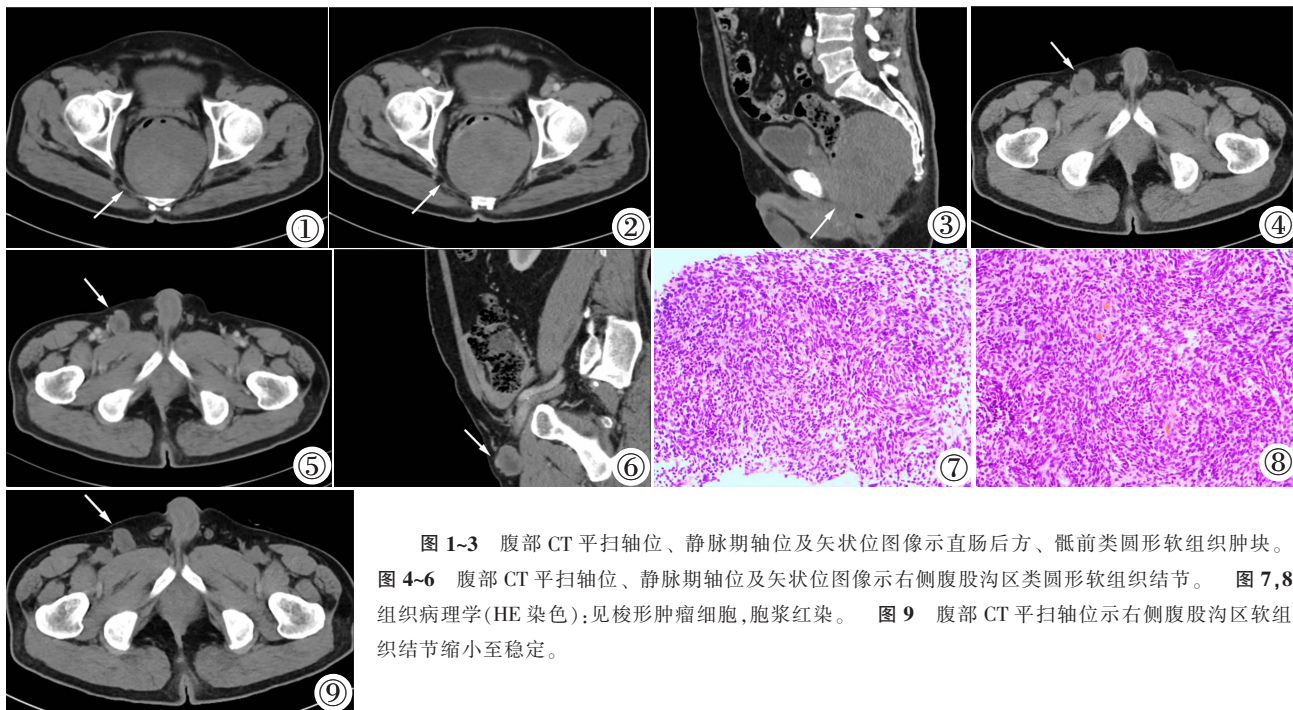 ①
②
③
④
⑤
⑥
⑦
⑧
⑨
图 1~3 腹部 CT 平扫轴位、静脉期轴位及矢状位图像示直肠后方、骶前类圆形软组织肿块。
图 4~6 腹部 CT 平扫轴位、静脉期轴位及矢状位图像示右侧腹股沟区类圆形软组织结节。 图 7,8
组织病理学(HE 染色):见梭形肿瘤细胞,胞浆红染。 图 9 腹部 CT 平扫轴位示右侧腹股沟区软组
织结节缩小至稳定。